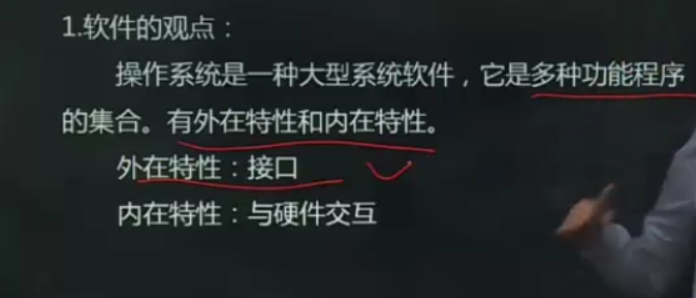 1.软件的观点：
操作系统是一种大型系统软件，它是多种功能程序
的集合。有外在特性和内在特性。
外在特性：接口
内在特性：与硬件交互